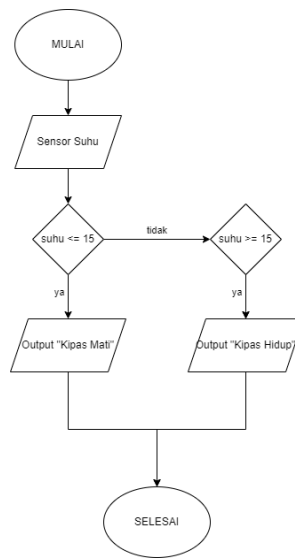 MULAI
Sensor Suhu
suhu <= 15
tidak
suhu >= 15
ya
ya
Output "Kipas Mati"
Output "Kipas Hidup"
SELESAI